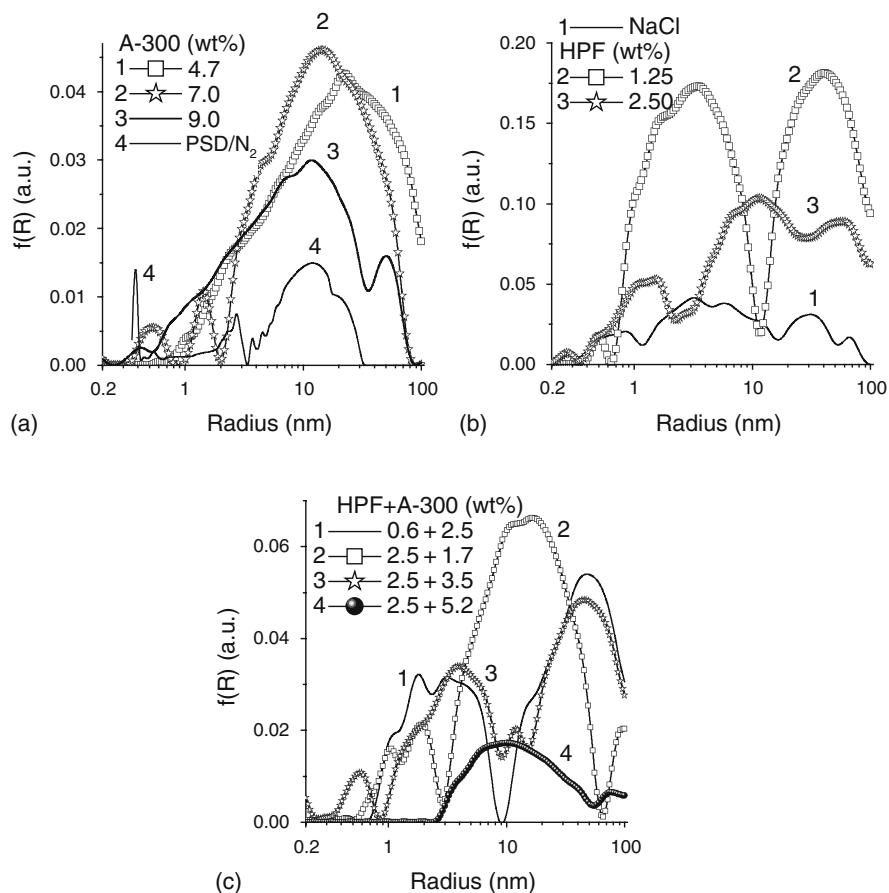 A-300 (wt%)
1 4.7
2 7.0
3 9.0
4 PSD/N₂
2
1
3
4
4
f(R) (a.u.)
0.04
0.03
0.02
0.01
0.00
0.2 1 10 100
Radius (nm)
(a)
1 NaCl
HPF (wt%)
2 1.25
3 2.50
2
3
1
f(R) (a.u.)
0.20
0.15
0.10
0.05
0.00
0.2 1 10 100
Radius (nm)
(b)
HPF+A-300 (wt%)
1 0.6 + 2.5
2 2.5 + 1.7
3 2.5 + 3.5
4 2.5 + 5.2
2
1
3
4
f(R) (a.u.)
0.06
0.04
0.02
0.00
0.2 1 10 100
Radius (nm)
(c)